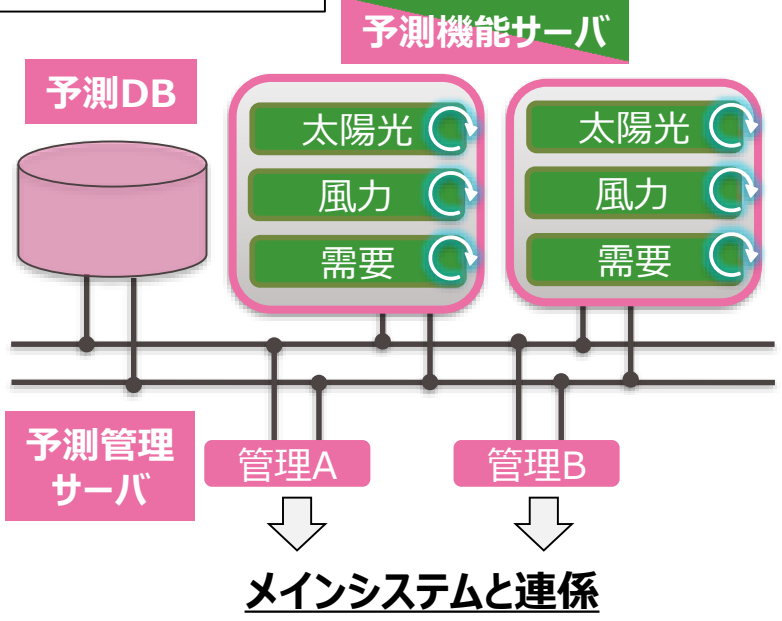 予測機能サーバ
予測DB
太陽光
風力
需要
太陽光
風力
需要
予測管理
サーバ
管理A
管理B
メインシステムと連係